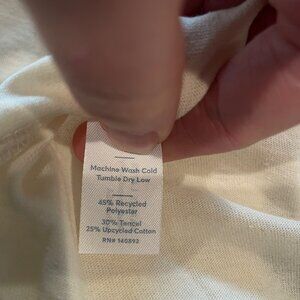 Machine Wash Cold
Tumble Dry Low
45% Recycled
Polyester
30% Tencel
25% Upcycled Cotton
RN# 140893